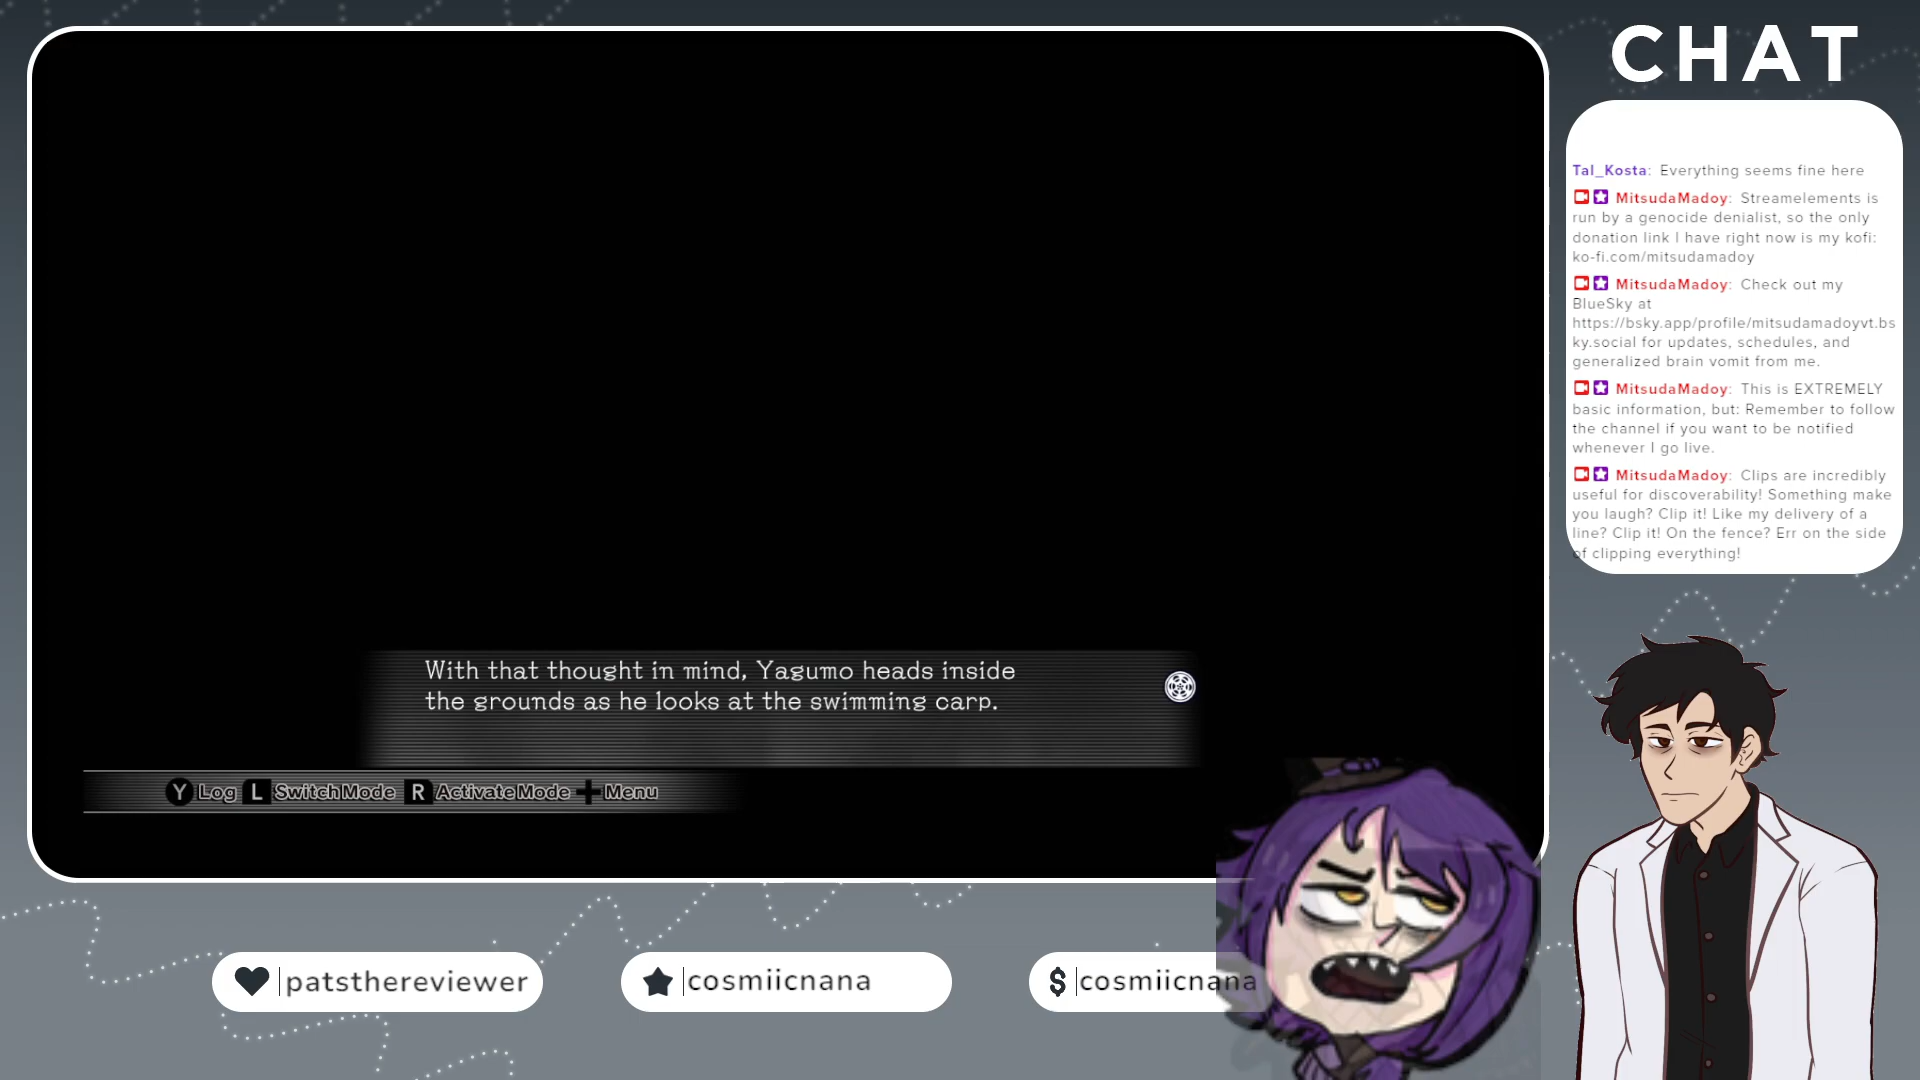 CHAT
Tal_Kosta: Everything seems fine here
MitsudaMadoy: Streamelements is
run by a genocide denialist, so the only
donation link I have right now is my kofi:
ko-fi.com/mitsudamadoy
MitsudaMadoy: Check out my
BlueSky at
https://bsky.app/profile/mitsudamadoyvt.bs
ky.social for updates, schedules, and
generalized brain vomit from me.
MitsudaMadoy: This is EXTREMELY
basic information, but: Remember to follow
the channel if you want to be notified
whenever I go live.
MitsudaMadoy: Clips are incredibly
useful for discoverability! Something make
you laugh? Clip it! Like my delivery of a
line? Clip it! On the fence? Err on the side
of clipping everything!
With that thought in mind, Yagumo heads inside
the grounds as he looks at the swimming carp.
Y Log L SwitchMode R ActivateMode Menu
patsthereviewer
cosmiicnana
$ cosmiicnana